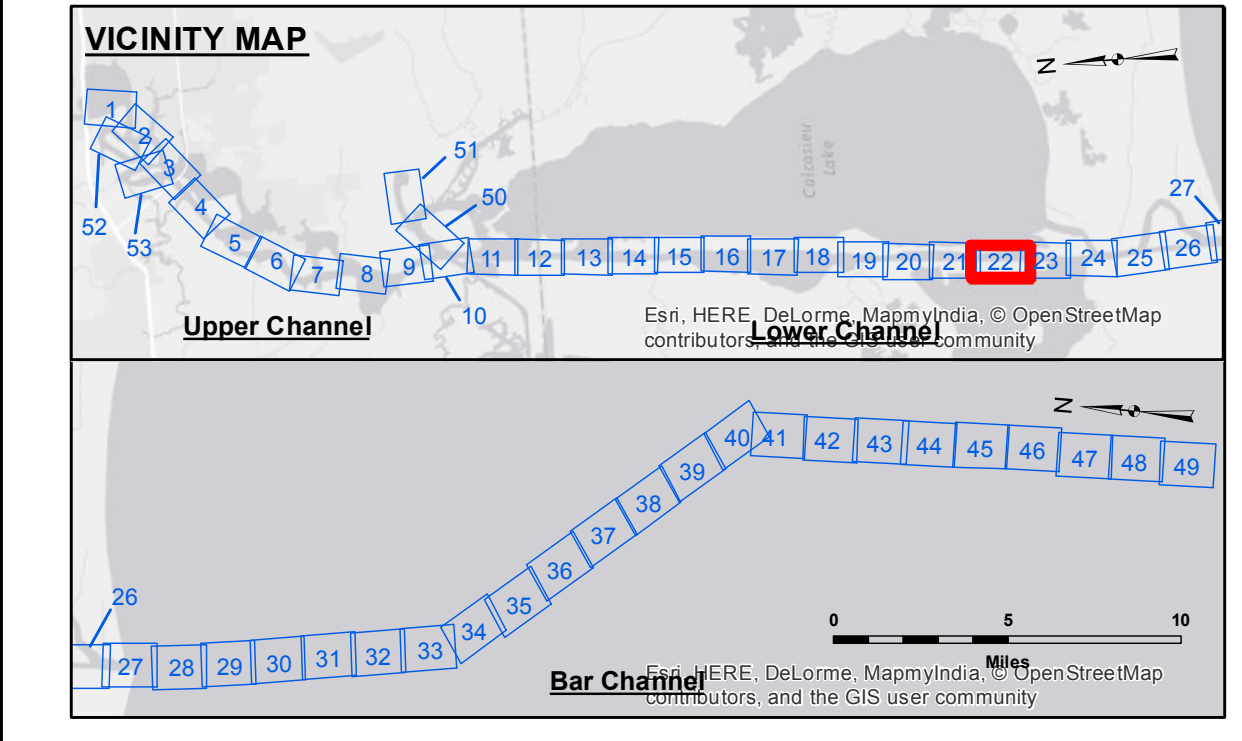 VICINITY MAP
N
1
2
3
52
53
4
5
6
7
8
9
51
50
10
11 12 13 14 15 16 17 18 19 20 21 22 23 24 25 26
27
Calcasieu
Lake
Upper Channel
Lower Channel
Esri, HERE, DeLorme, MapmyIndia, © OpenStreetMap
contributors, and the GIS user community
N
26
27 28 29 30 31 32 33
34
35
36
37
38
39
40 41 42 43 44 45 46 47 48 49
0 5 10
Miles
Bar Channel
Esri, HERE, DeLorme, MapmyIndia, © OpenStreetMap
contributors, and the GIS user community